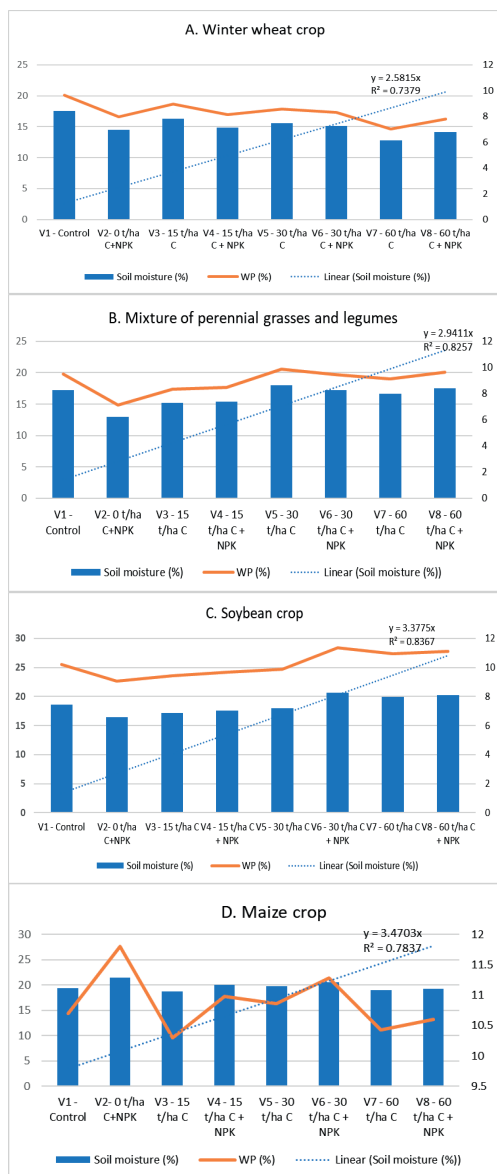 A. Winter wheat crop
25
20
15
10
5
0
12
10
8
6
4
2
0
y = 2.5815x
R² = 0.7379
V1 - Control
V2- 0 t/ha C+NPK
V3 - 15 t/ha C
V4 - 15 t/ha C + NPK
V5 - 30 t/ha C
V6 - 30 t/ha C + NPK
V7 - 60 t/ha C
V8 - 60 t/ha C + NPK
Soil moisture (%)
WP (%)
Linear (Soil moisture (%))
B. Mixture of perennial grasses and legumes
25
20
15
10
5
0
12
10
8
6
4
2
0
y = 2.9411x
R² = 0.8257
V1 - Control
V2- 0 t/ha C+NPK
V3 - 15 t/ha C
V4 - 15 t/ha C + NPK
V5 - 30 t/ha C
V6 - 30 t/ha C + NPK
V7 - 60 t/ha C
V8 - 60 t/ha C + NPK
Soil moisture (%)
WP (%)
Linear (Soil moisture (%))
C. Soybean crop
30
25
20
15
10
5
0
12
10
8
6
4
2
0
y = 3.3775x
R² = 0.8367
V1 - Control
V2- 0 t/ha C+NPK
V3 - 15 t/ha C
V4 - 15 t/ha C + NPK
V5 - 30 t/ha C
V6 - 30 t/ha C + NPK
V7 - 60 t/ha C
V8 - 60 t/ha C + NPK
Soil moisture (%)
WP (%)
Linear (Soil moisture (%))
D. Maize crop
30
25
20
15
10
5
0
12
11.5
11
10.5
10
9.5
y = 3.4703x
R² = 0.7837
V1 - Control
V2- 0 t/ha C+NPK
V3 - 15 t/ha C
V4 - 15 t/ha C + NPK
V5 - 30 t/ha C
V6 - 30 t/ha C + NPK
V7 - 60 t/ha C
V8 - 60 t/ha C + NPK
Soil moisture (%)
WP (%)
Linear (Soil moisture (%))